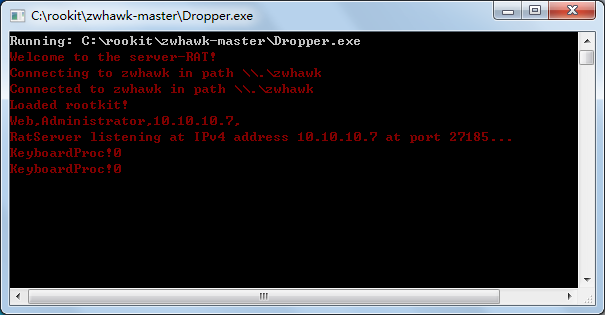 C:\rookit\zwhawk-master\Dropper.exe
Running: C:\rookit\zwhawk-master\Dropper.exe
Welcome to the server-RAT!
Connecting to zwhawk in path \\.\zwhawk
Connected to zwhawk in path \\.\zwhawk
Loaded rootkit!
Web,Administrator,10.10.10.7,
RatServer listening at IPv4 address 10.10.10.7 at port 27185...
KeyboardProc!0
KeyboardProc!0